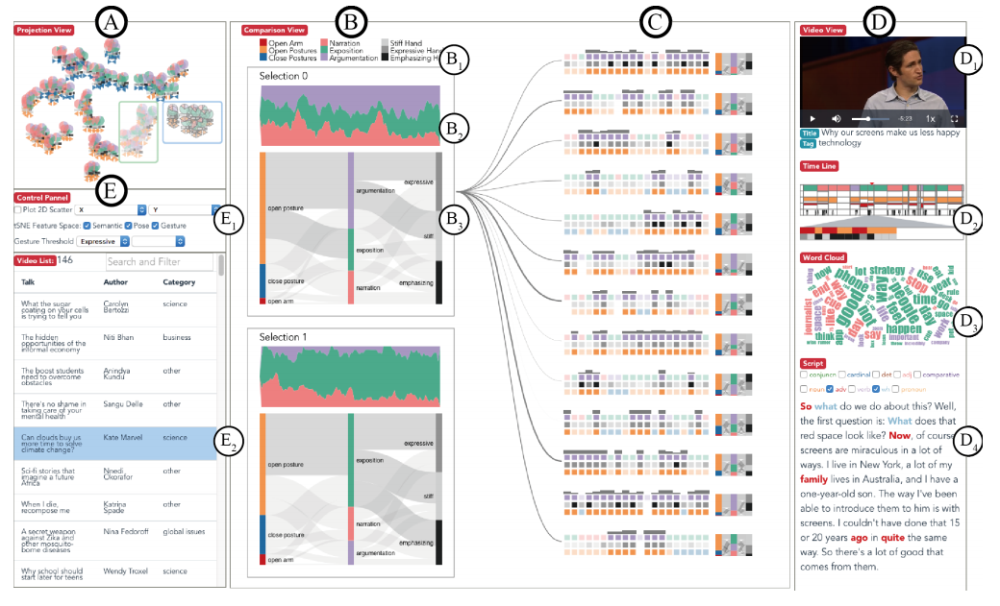 A
B
C
D
Projection View
E
Control Pannel
E1
Plot 2D Scatter X Y
tSNE Feature Space: Semantic Pose Gesture
Gesture Threshold Expressive
Video List: 146 Search and Filter
Talk Author Category
What the sugar coating on your cells is trying to tell you
Carolyn Bertozzi
science
The hidden opportunities of the informal economy
Niti Bhan
business
The boost students need to overcome obstacles
Anindya Kundu
other
There's no shame in taking care of your mental health
Sangu Delle
other
Can clouds buy us more time to solve climate change?
Kate Marvel
science
E2
Sci-fi stories that imagine a future Africa
Nnedi Okorafor
other
When I die, recompose me
Katrina Spade
other
A secret weapon against Zika and other mosquito-borne diseases
Nina Fedoroff
global issues
Why school should start later for teens
Wendy Troxel
science
Comparison View
Open Arm Narration Stiff Hand
Open Postures Exposition Expressive Han
Close Postures Argumentation Emphasizing H
B1
Selection 0
B2
B3
open posture
close posture
open arm
argumentation
exposition
narration
expressive
stiff
emphasizing
Selection 1
open posture
close posture
open arm
exposition
narration
argumentation
expressive
stiff
emphasizing
Video View
D1
-5:23 1x
Title Why our screens make us less happy
Tag technology
Time Line
D2
Word Cloud
now
phone
lot
strategy
use
stop
year
end
way
good
hot
people
time
day
feel
go
space
work
journalist
like
cue
app
think
say
happen
important
D3
Script
conjunctn cardinal det adj comparative
noun adv verb wh pronoun
So what do we do about this? Well,
the first question is: What does that
red space look like? Now, of course
D4
screens are miraculous in a lot of
ways. I live in New York, a lot of my
family lives in Australia, and I have a
one-year-old son. The way I've been
able to introduce them to him is with
screens. I couldn't have done that 15
or 20 years ago in quite the same
way. So there's a lot of good that
comes from them.